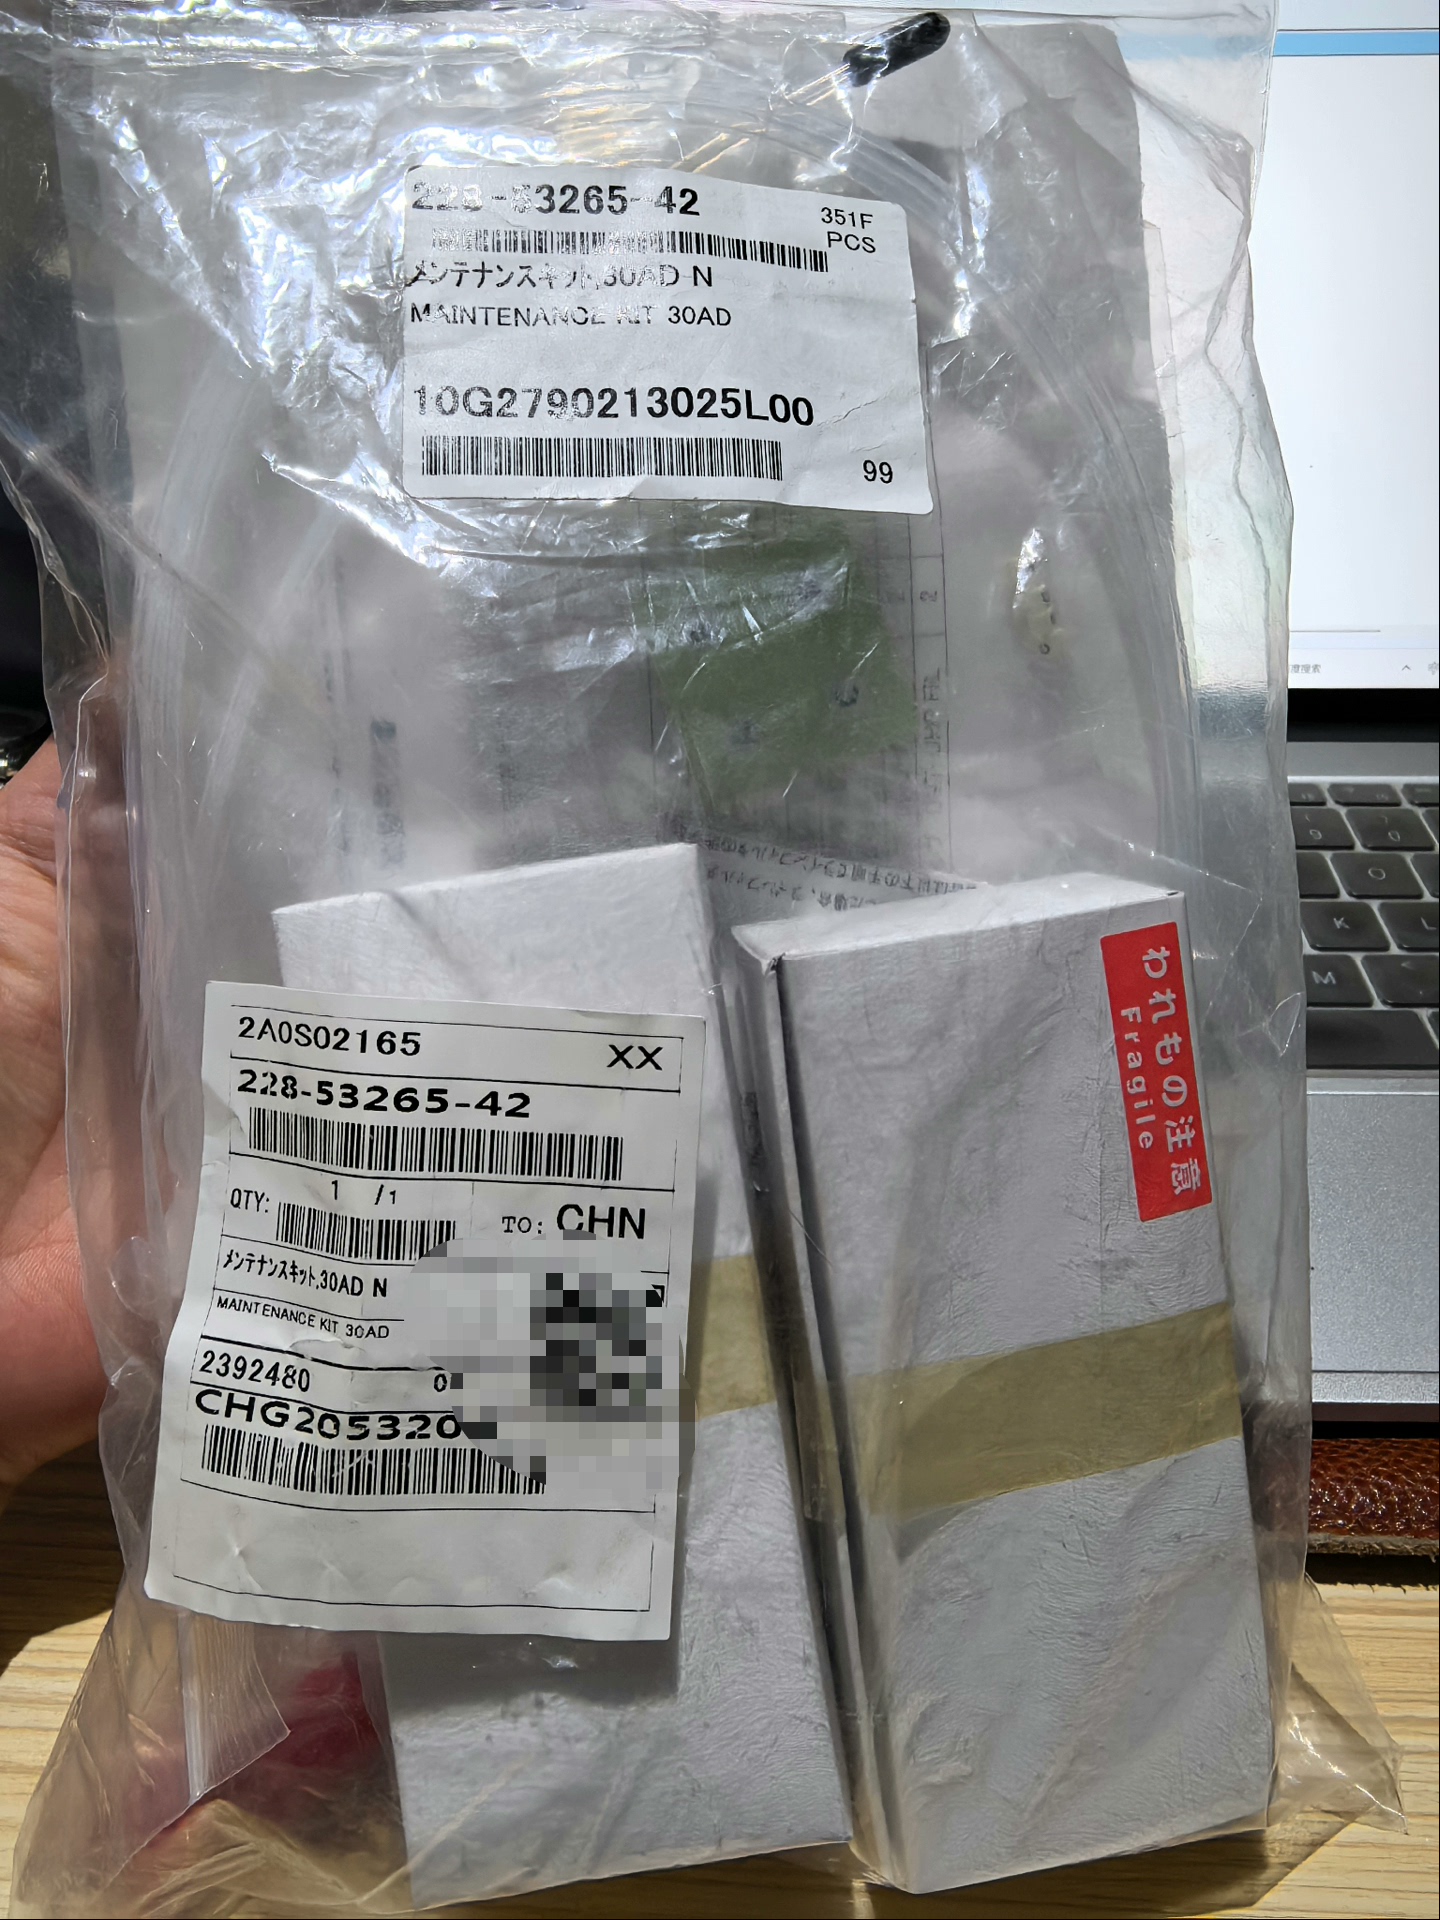 228-53265-42
351F
PCS
メンテナンスキット,30AD N
MAINTENANCE KIT 30AD
10G2790213025L00
99
われもの注意
Fragile
2A0S02165
XX
228-53265-42
QTY: 1 /1
TO: CHN
メンテナンスキット,30AD N
MAINTENANCE KIT 30AD
2392480
CHG205320
9
0
O
K
L
M